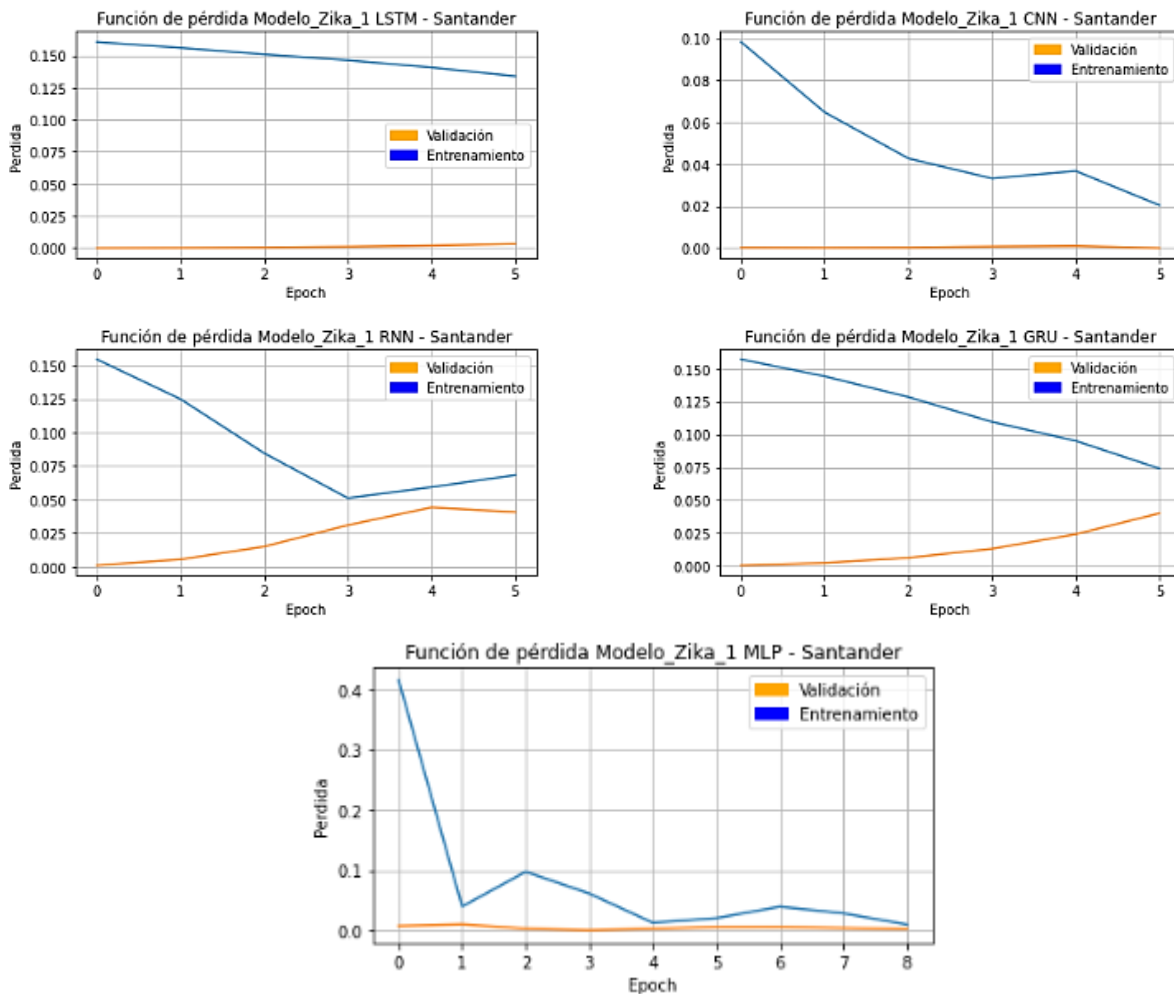 Función de pérdida Modelo_Zika_1 LSTM - Santander
0.150
0.125
0.100
0.075
0.050
0.025
0.000
Perdida
Validación
Entrenamiento
0 1 2 3 4 5
Epoch
Función de pérdida Modelo_Zika_1 CNN - Santander
0.10
0.08
0.06
0.04
0.02
0.00
Perdida
Validación
Entrenamiento
0 1 2 3 4 5
Epoch
Función de pérdida Modelo_Zika_1 RNN - Santander
0.150
0.125
0.100
0.075
0.050
0.025
0.000
Perdida
Validación
Entrenamiento
0 1 2 3 4 5
Epoch
Función de pérdida Modelo_Zika_1 GRU - Santander
0.150
0.125
0.100
0.075
0.050
0.025
0.000
Perdida
Validación
Entrenamiento
0 1 2 3 4 5
Epoch
Función de pérdida Modelo_Zika_1 MLP - Santander
0.4
0.3
0.2
0.1
0.0
Perdida
Validación
Entrenamiento
0 1 2 3 4 5 6 7 8
Epoch